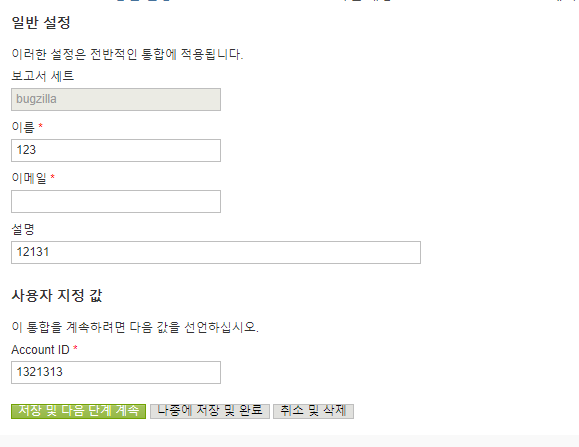 일반 설정
이러한 설정은 전반적인 통합에 적용됩니다.
보고서 세트
bugzilla
이름 *
123
이메일 *
설명
12131
사용자 지정 값
이 통합을 계속하려면 다음 값을 선언하십시오.
Account ID *
1321313
저장 및 다음 단계 계속 나중에 저장 및 완료 취소 및 삭제